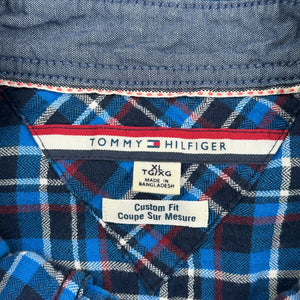 TOMMY HILFIGER
XL
TG/XG
MADE IN
BANGLADESH
Custom Fit
Coupe Sur Mesure